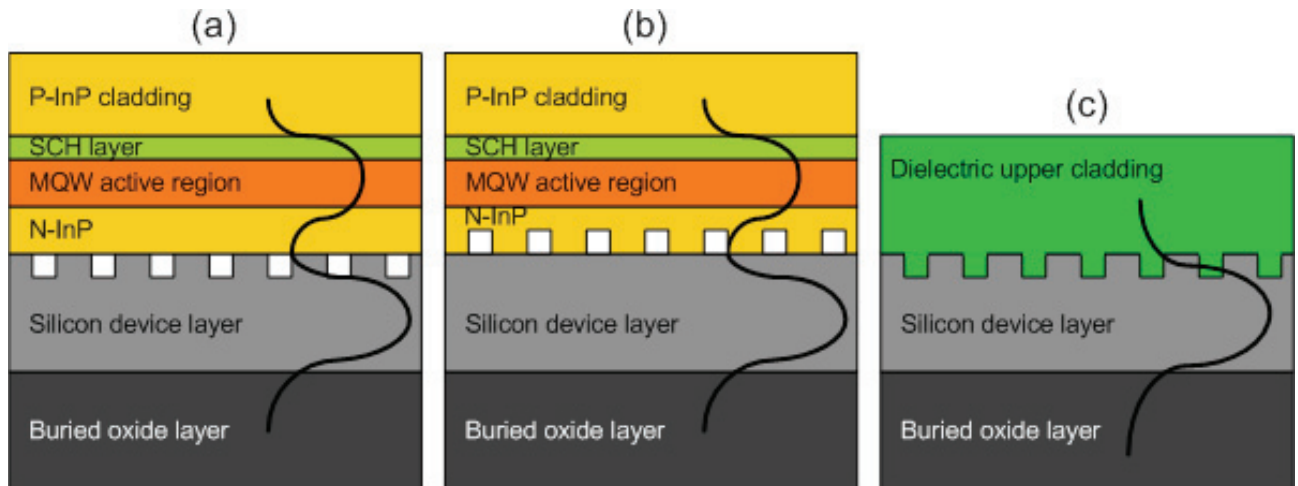 (a)
P-InP cladding
SCH layer
MQW active region
N-InP
Silicon device layer
Buried oxide layer
(b)
P-InP cladding
SCH layer
MQW active region
N-InP
Silicon device layer
Buried oxide layer
(c)
Dielectric upper cladding
Silicon device layer
Buried oxide layer